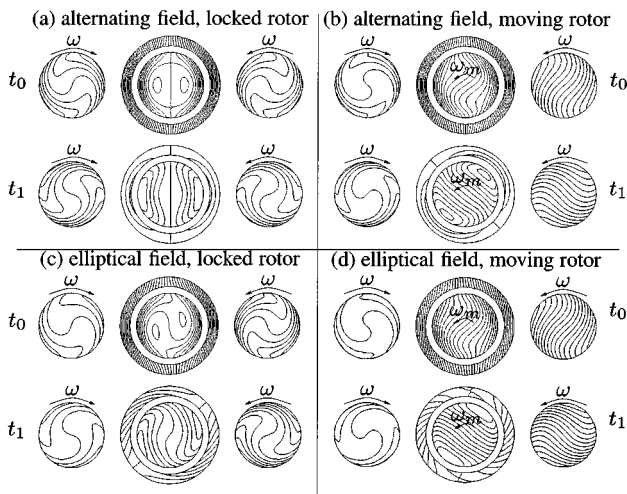 (a) alternating field, locked rotor
(b) alternating field, moving rotor
ω ω ω ω
t₀ ωₘ t₀
ω ω ω ω
t₁ ωₘ t₁
(c) elliptical field, locked rotor
(d) elliptical field, moving rotor
ω ω ω ω
t₀ ωₘ t₀
ω ω ω ω
t₁ ωₘ t₁